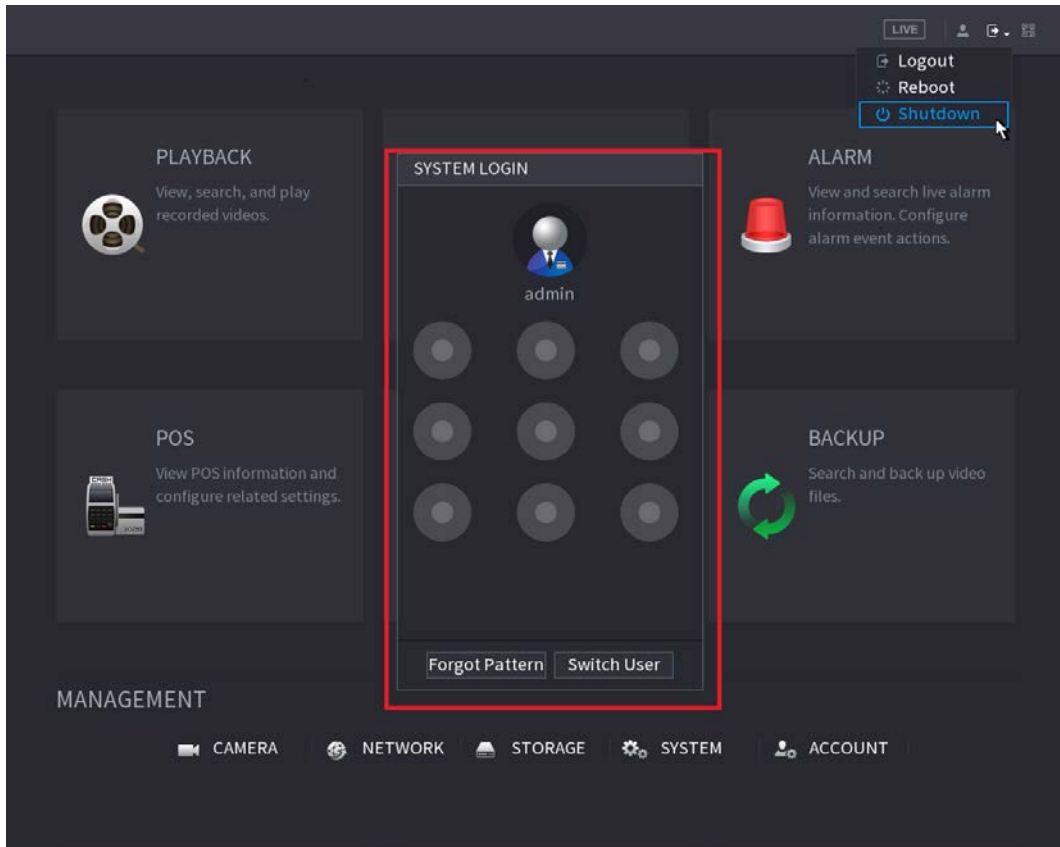 LIVE
Logout
Reboot
Shutdown
PLAYBACK
View, search, and play
recorded videos.
SYSTEM LOGIN
admin
Forgot Pattern
Switch User
ALARM
View and search live alarm
information. Configure
alarm event actions.
POS
View POS information and
configure related settings.
BACKUP
Search and back up video
files.
MANAGEMENT
CAMERA
NETWORK
STORAGE
SYSTEM
ACCOUNT